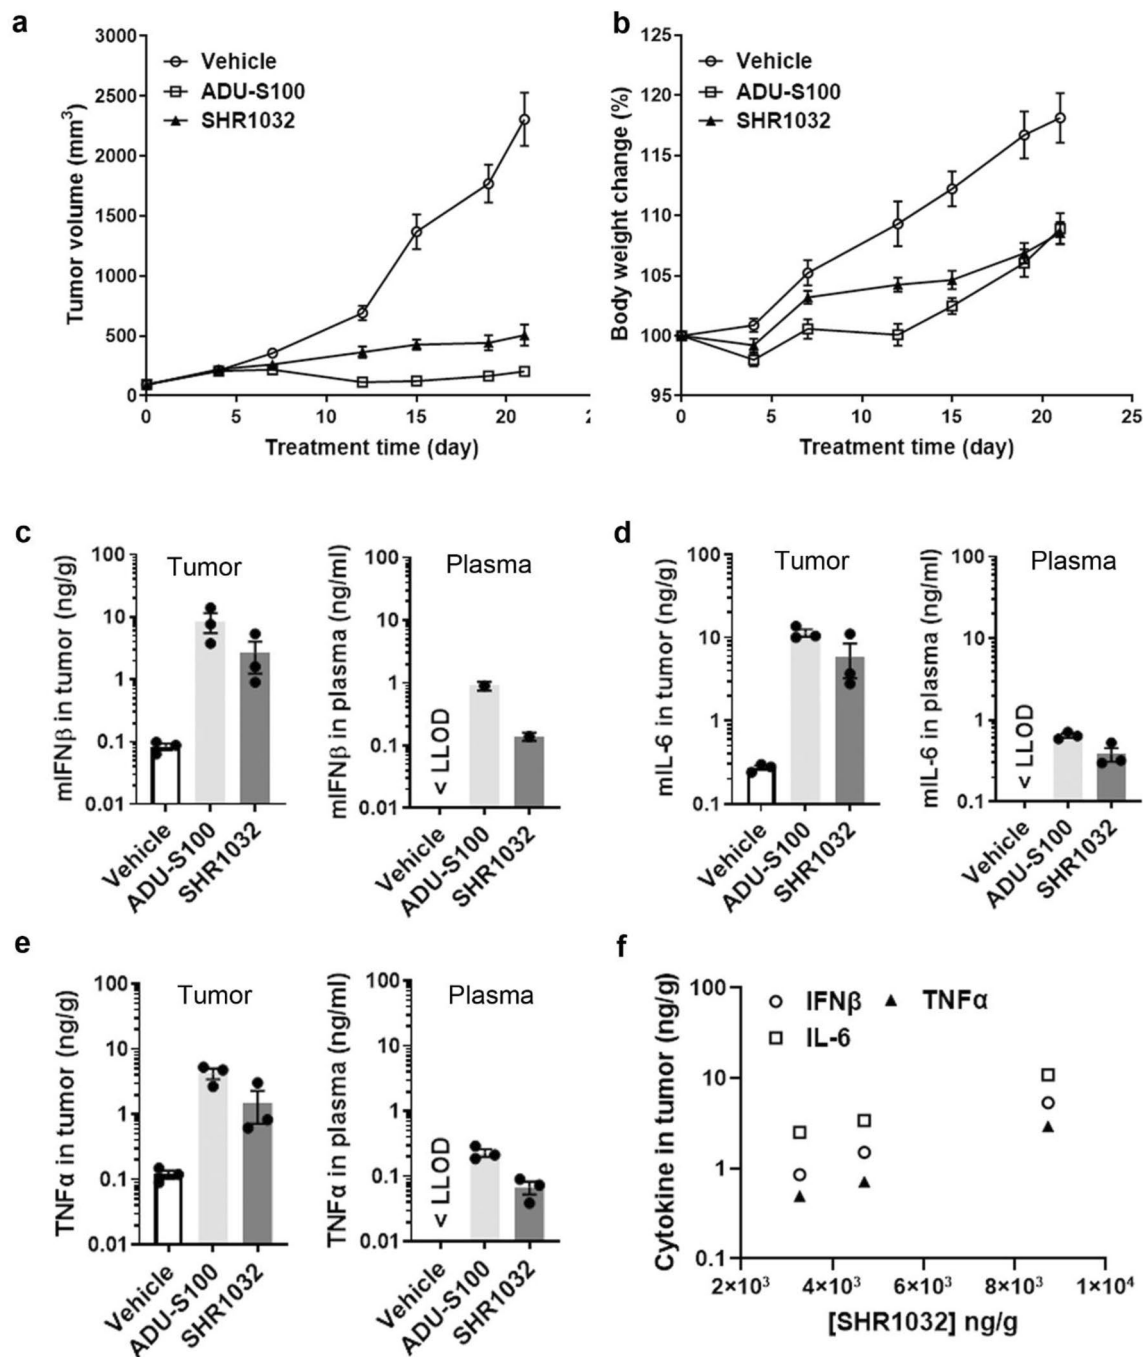 a
3000
2500
2000
1500
1000
500
0
Tumor volume (mm³)
Vehicle
ADU-S100
SHR1032
0 5 10 15 20
Treatment time (day)
b
125
120
115
110
105
100
95
Body weight change (%)
Vehicle
ADU-S100
SHR1032
0 5 10 15 20 25
Treatment time (day)
c
mIFNβ in tumor (ng/g)
100
10
1
0.1
0.01
Tumor
Vehicle
ADU-S100
SHR1032
mIFNβ in plasma (ng/ml)
100
10
1
0.1
0.01
Plasma
< LLOD
Vehicle
ADU-S100
SHR1032
d
mIL-6 in tumor (ng/g)
100
10
1
0.1
Tumor
Vehicle
ADU-S100
SHR1032
mIL-6 in plasma (ng/ml)
100
10
1
0.1
Plasma
< LLOD
Vehicle
ADU-S100
SHR1032
e
TNFα in tumor (ng/g)
100
10
1
0.1
0.01
Tumor
Vehicle
ADU-S100
SHR1032
TNFα in plasma (ng/ml)
100
10
1
0.1
0.01
Plasma
< LLOD
Vehicle
ADU-S100
SHR1032
f
Cytokine in tumor (ng/g)
100
10
1
0.1
IFNβ TNFα
IL-6
2×10³ 4×10³ 6×10³ 8×10³ 1×10⁴
[SHR1032] ng/g